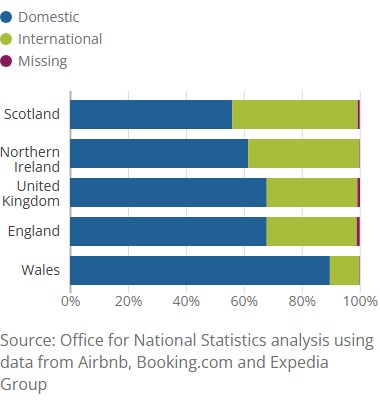 Domestic
International
Missing
Scotland
Northern
Ireland
United
Kingdom
England
Wales
0%
20%
40%
60%
80%
100%
Source: Office for National Statistics analysis using
data from Airbnb, Booking.com and Expedia
Group